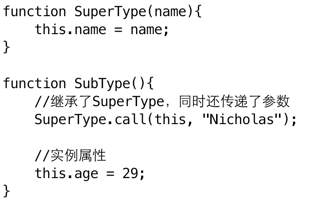 function SuperType(name){
    this.name = name;
}
function SubType(){
    //继承了SuperType，同时还传递了参数
    SuperType.call(this, "Nicholas");
    //实例属性
    this.age = 29;
}